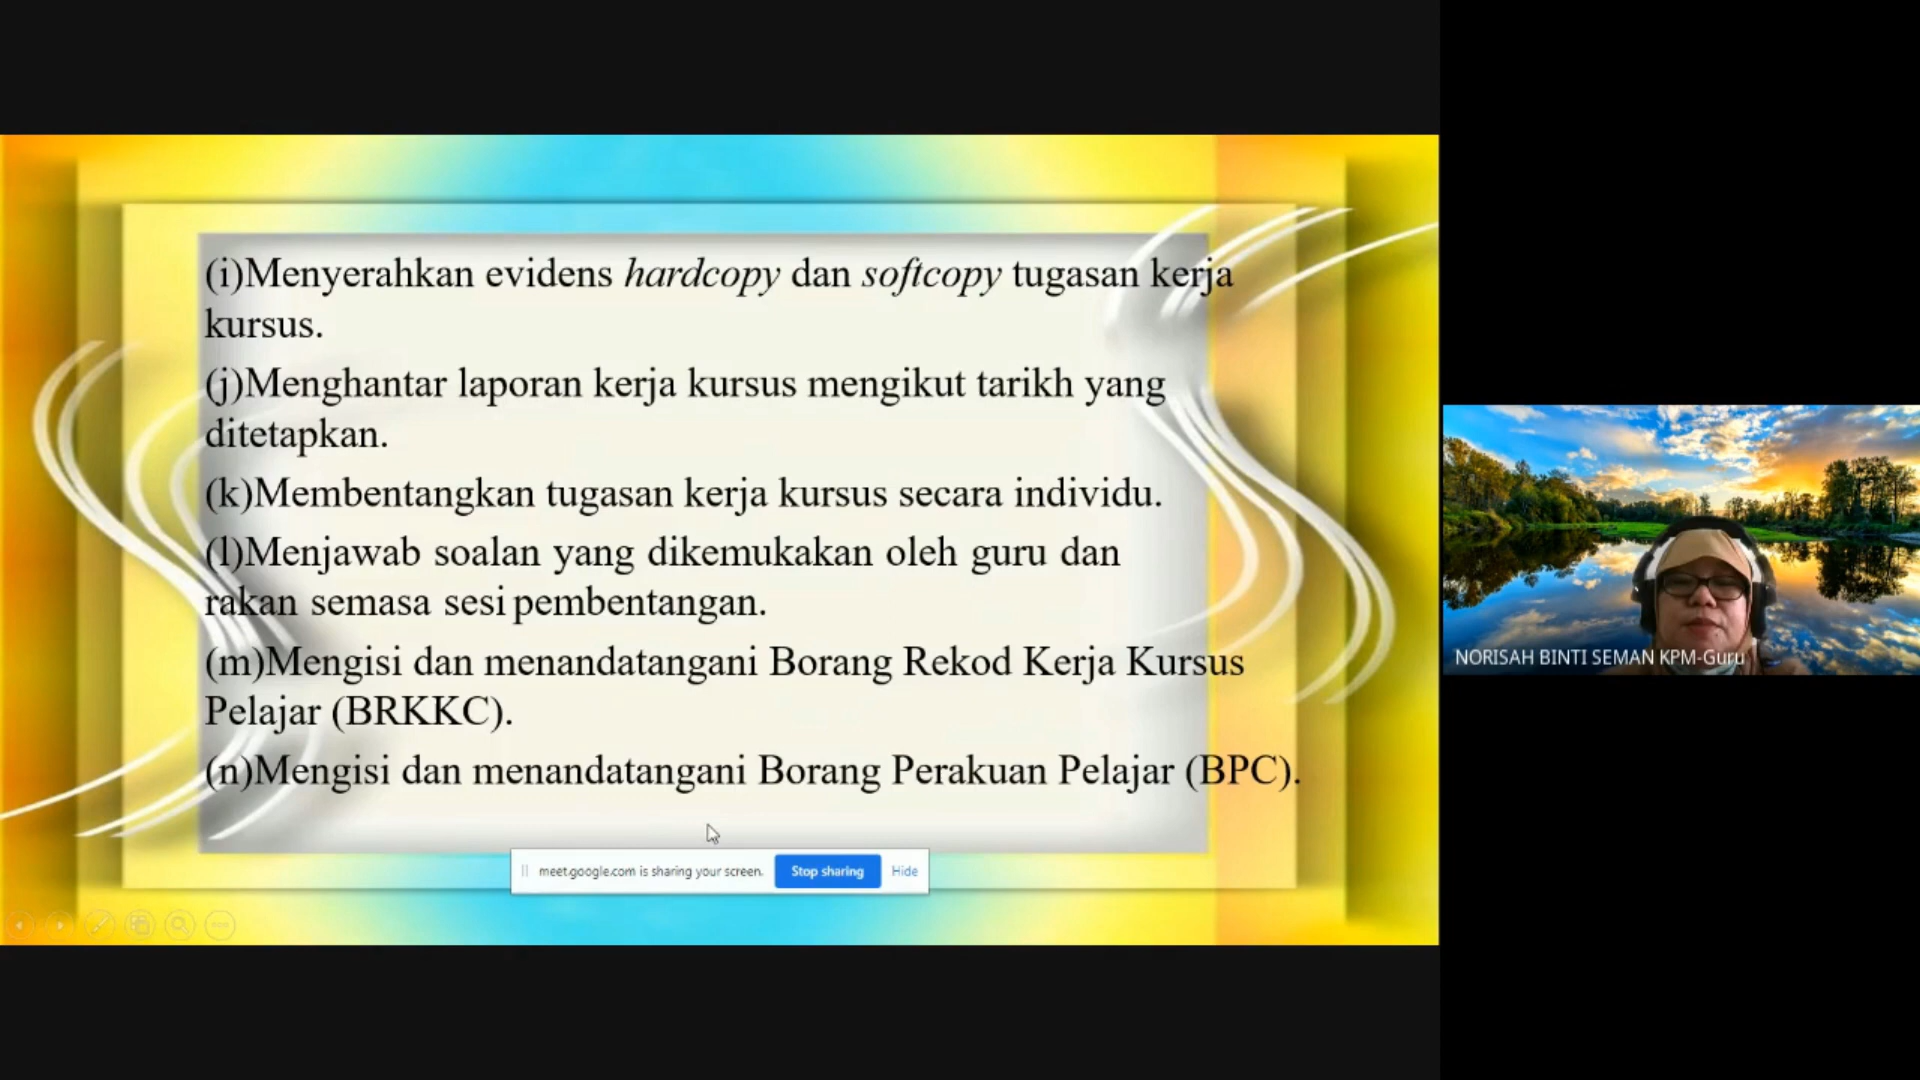 (i)Menyerahkan evidens hardcopy dan softcopy tugasan kerja
kursus.
(j)Menghantar laporan kerja kursus mengikut tarikh yang
ditetapkan.
(k)Membentangkan tugasan kerja kursus secara individu.
(l)Menjawab soalan yang dikemukakan oleh guru dan
rakan semasa sesi pembentangan.
(m)Mengisi dan menandatangani Borang Rekod Kerja Kursus
Pelajar (BRKKC).
(n)Mengisi dan menandatangani Borang Perakuan Pelajar (BPC).
meet.google.com is sharing your screen. Stop sharing Hide
NORISAH BINTI SEMAN KPM-Guru